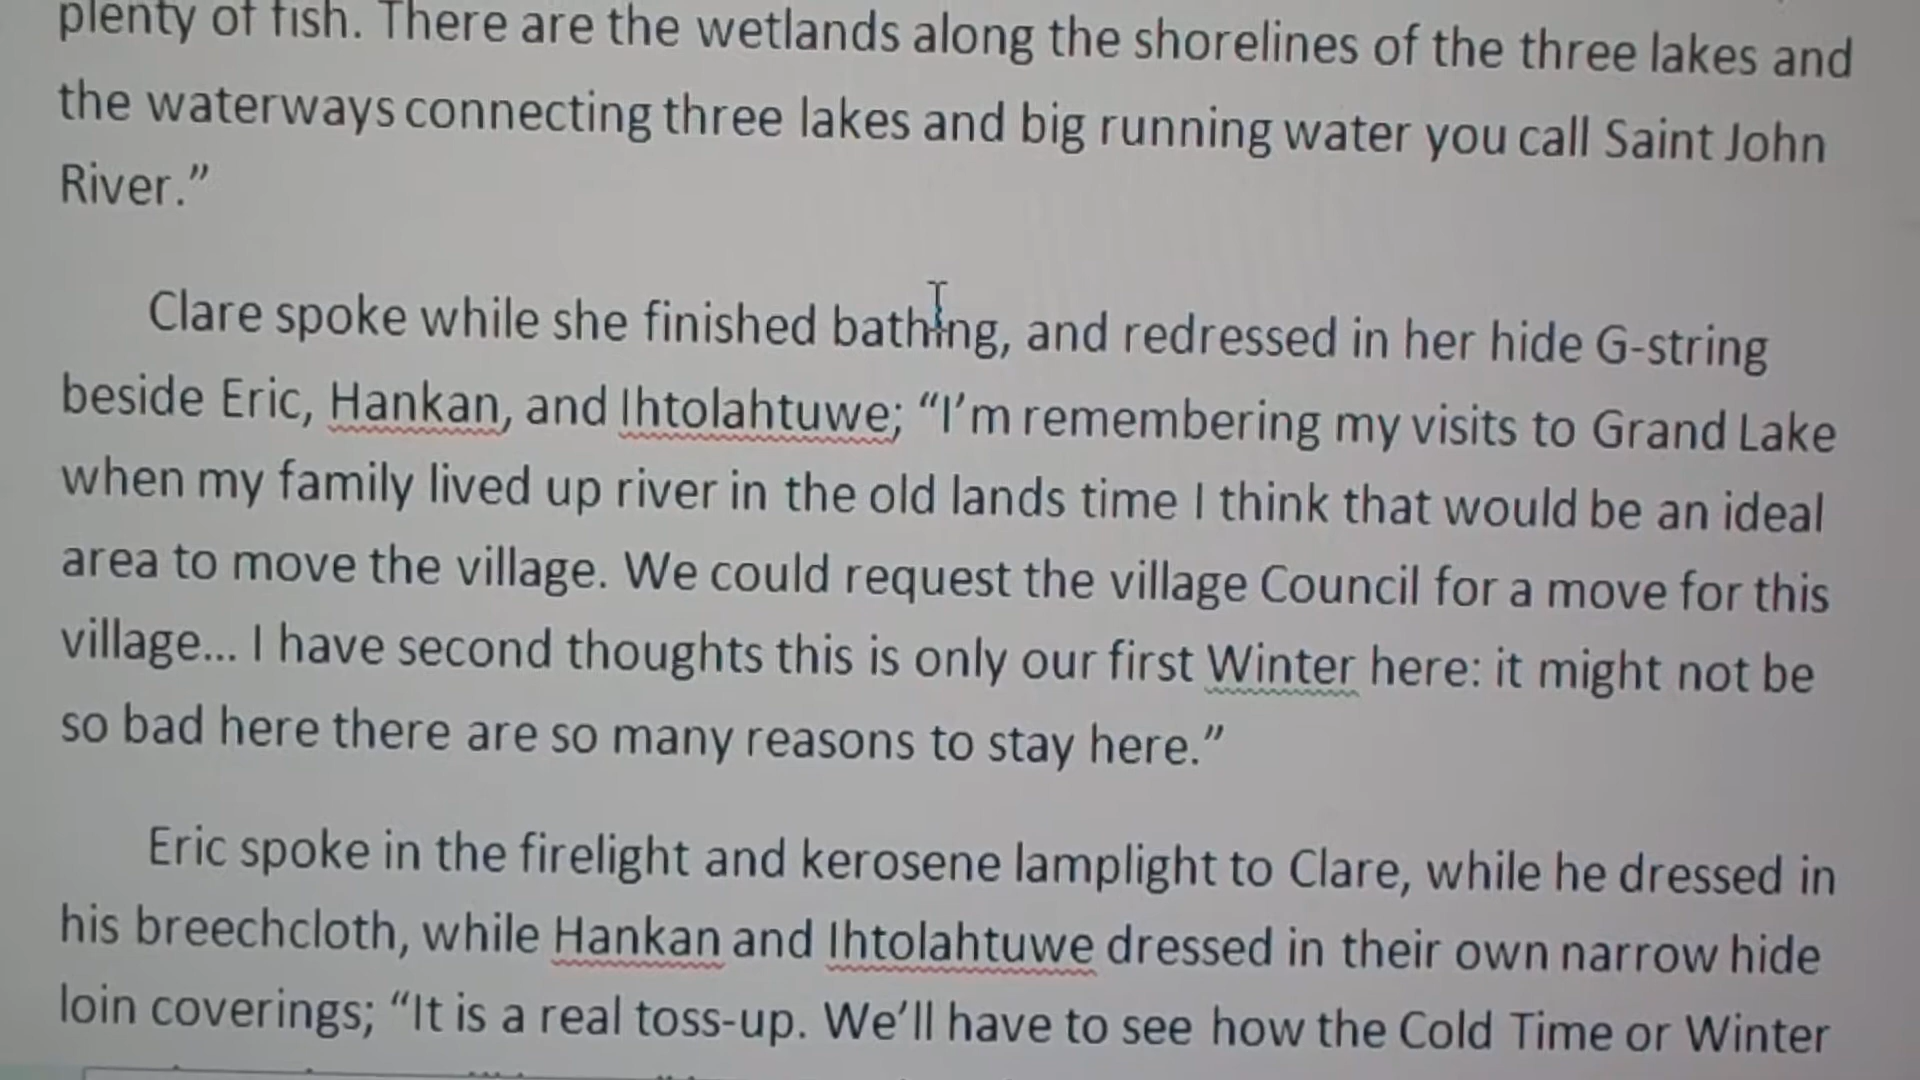 plenty of fish. There are the wetlands along the shorelines of the three lakes and
the waterways connecting three lakes and big running water you call Saint John
River.”
Clare spoke while she finished bathing, and redressed in her hide G-string
beside Eric, Hankan, and Ihtolahtuwe; “I’m remembering my visits to Grand Lake
when my family lived up river in the old lands time I think that would be an ideal
area to move the village. We could request the village Council for a move for this
village... I have second thoughts this is only our first Winter here: it might not be
so bad here there are so many reasons to stay here.”
Eric spoke in the firelight and kerosene lamplight to Clare, while he dressed in
his breechcloth, while Hankan and Ihtolahtuwe dressed in their own narrow hide
loin coverings; “It is a real toss-up. We’ll have to see how the Cold Time or Winter